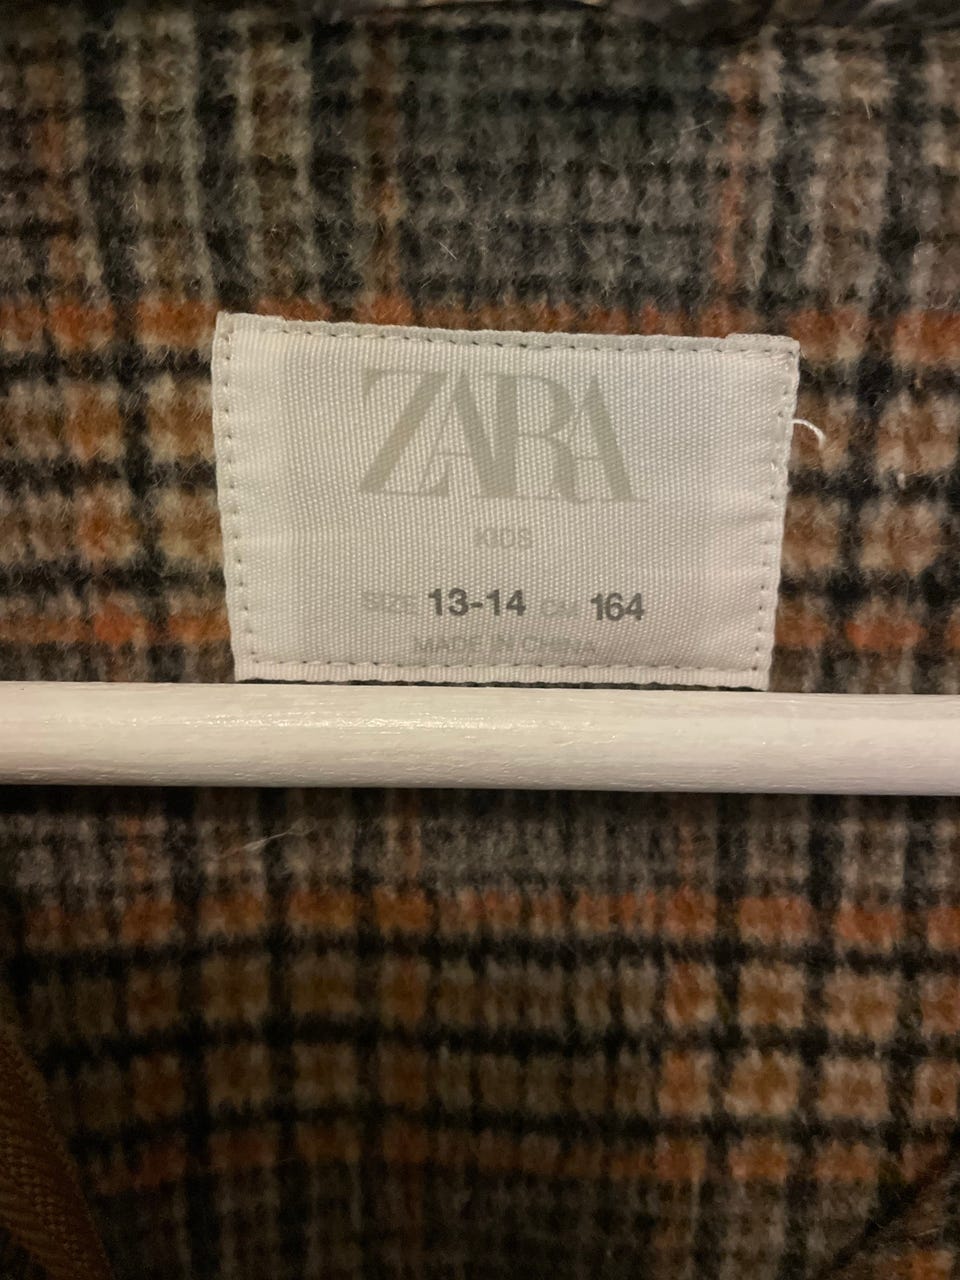 ZARA
KIDS
SIZE 13-14 CM 164
MADE IN CHINA